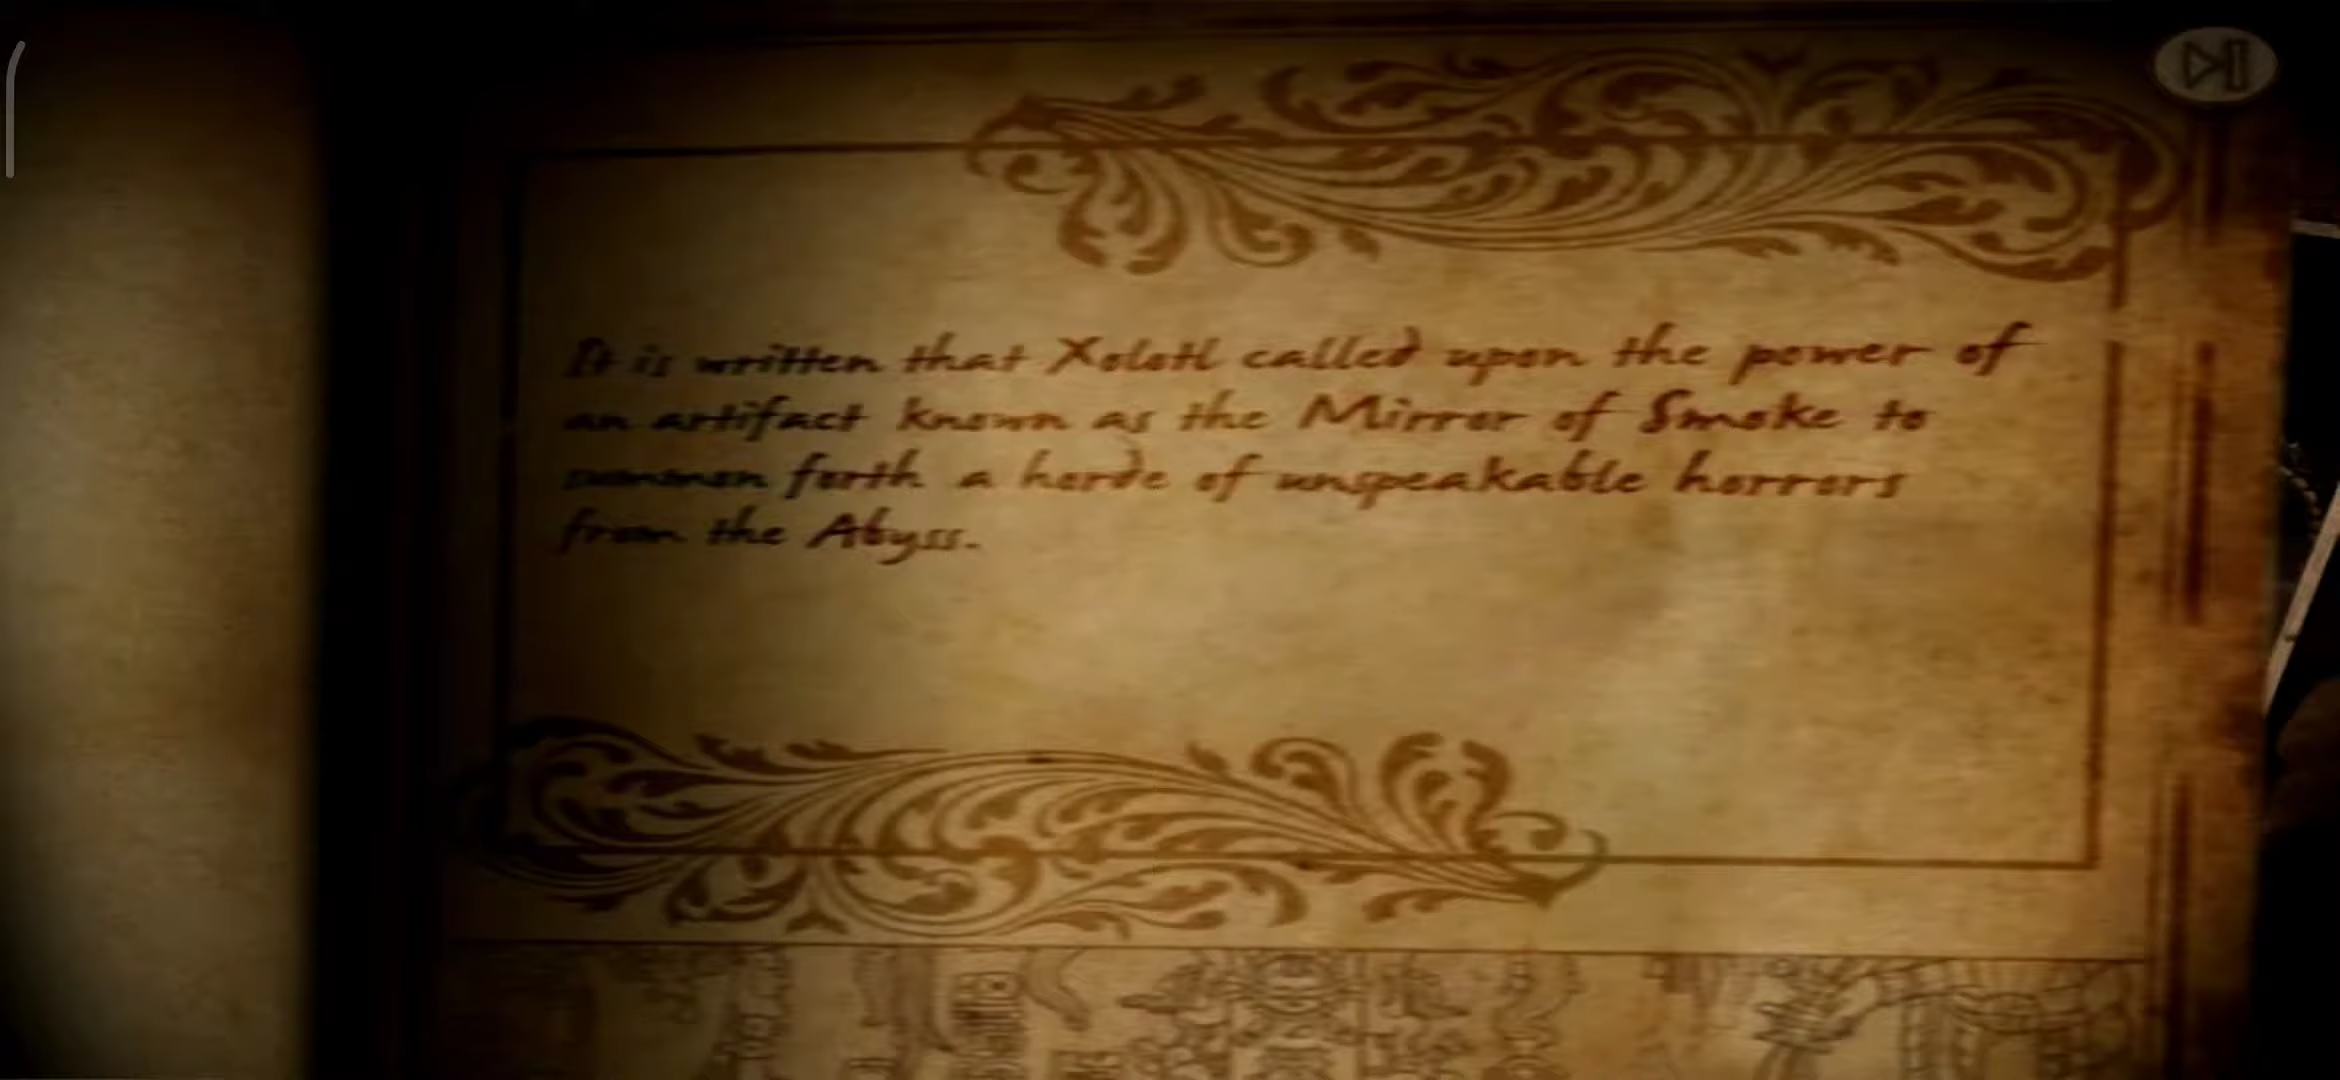 It is written that Xolotl called upon the power of
an artifact known as the Mirror of Smoke to
summon forth a horde of unspeakable horrors
from the Abyss.